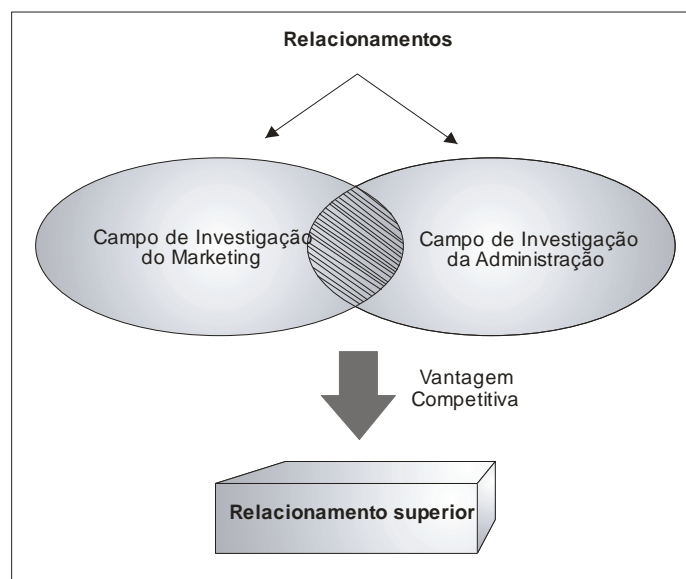 Relacionamentos
Campo de Investigação
do Marketing
Campo de Investigação
da Administração
Vantagem
Competitiva
Relacionamento superior